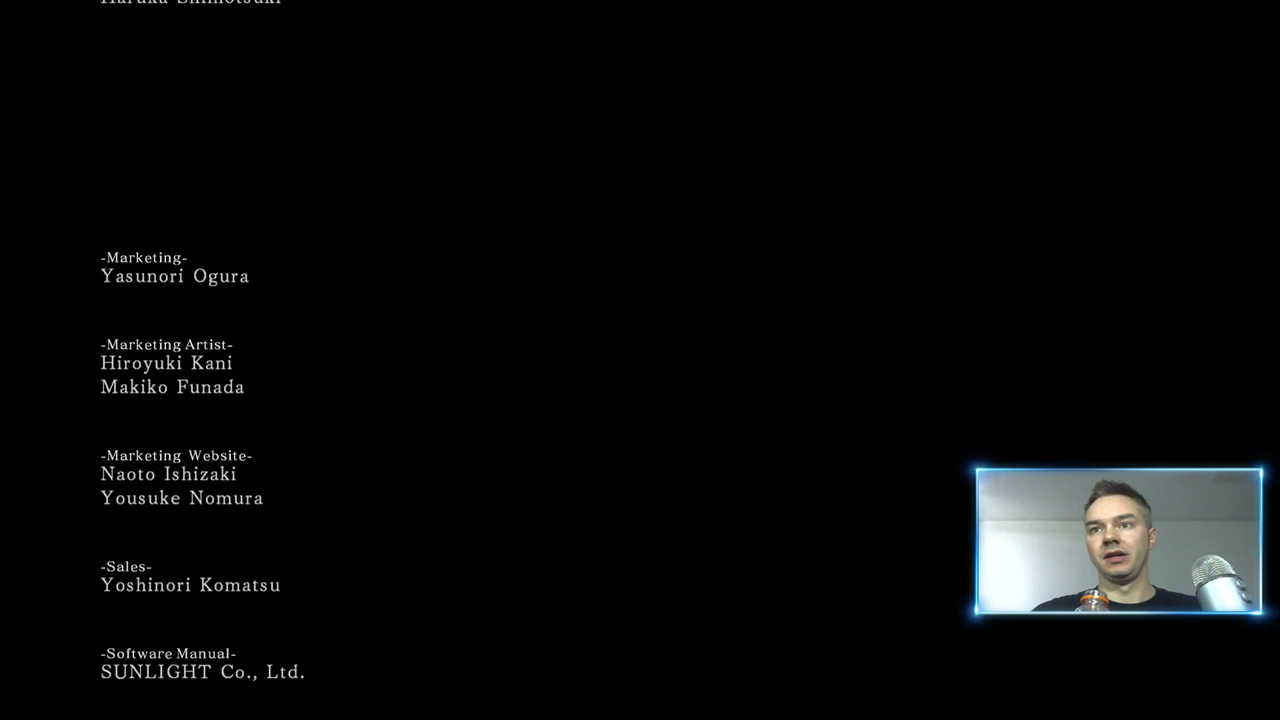 -Marketing-
Yasunori Ogura
-Marketing Artist-
Hiroyuki Kani
Makiko Funada
-Marketing Website-
Naoto Ishizaki
Yousuke Nomura
-Sales-
Yoshinori Komatsu
-Software Manual-
SUNLIGHT Co., Ltd.